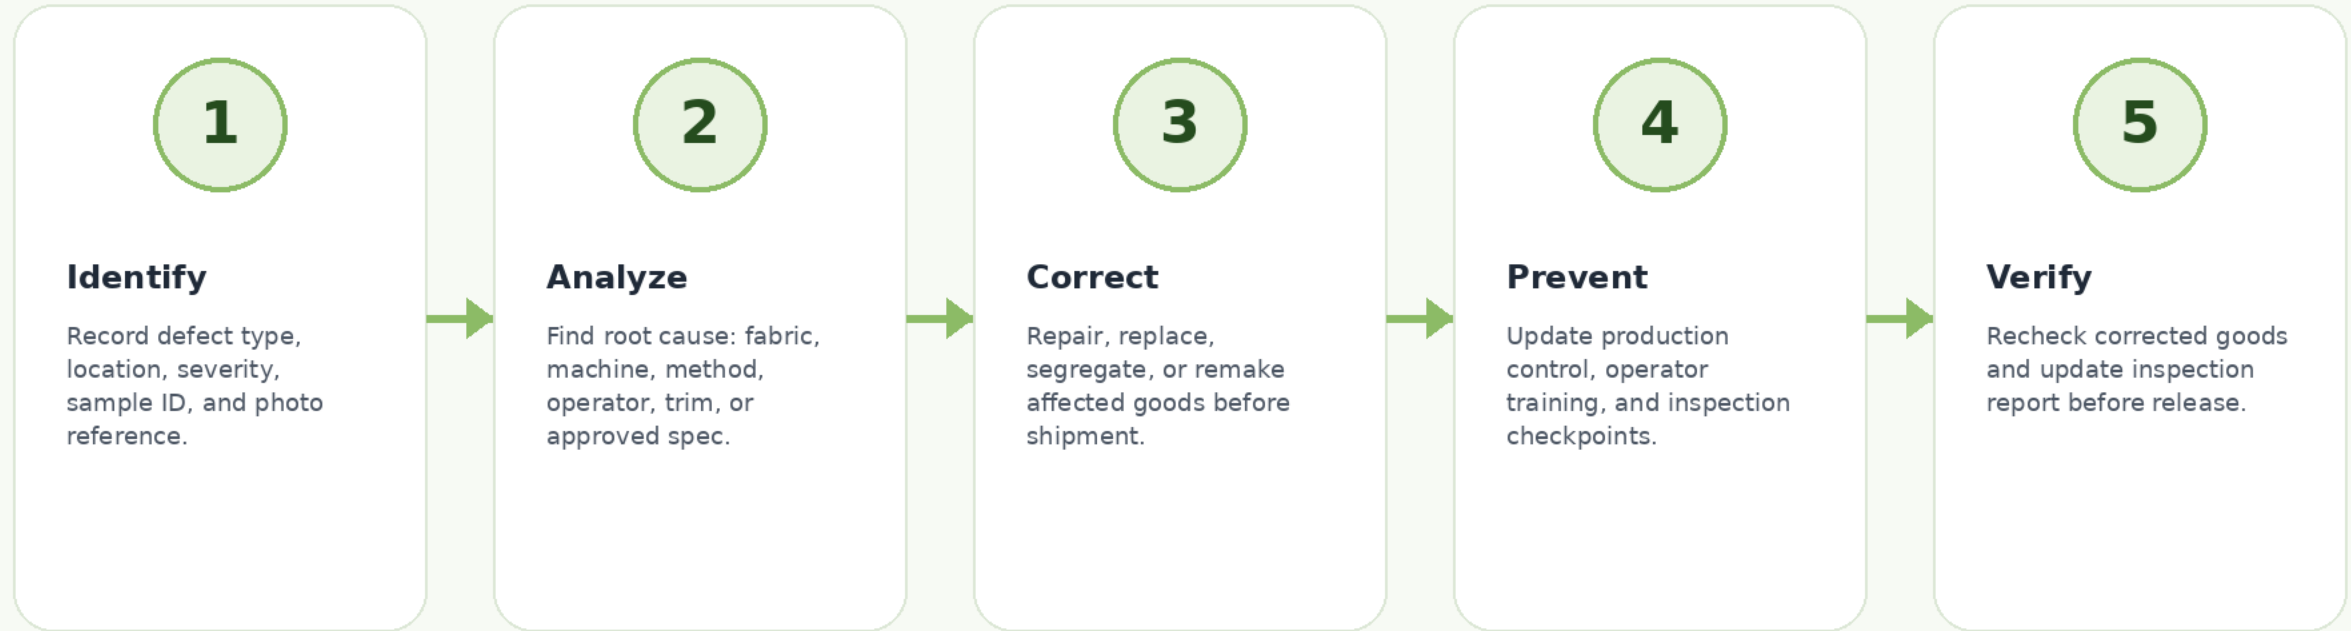 1
Identify
Record defect type,
location, severity,
sample ID, and photo
reference.
2
Analyze
Find root cause: fabric,
machine, method,
operator, trim, or
approved spec.
3
Correct
Repair, replace,
segregate, or remake
affected goods before
shipment.
4
Prevent
Update production
control, operator
training, and inspection
checkpoints.
5
Verify
Recheck corrected goods
and update inspection
report before release.